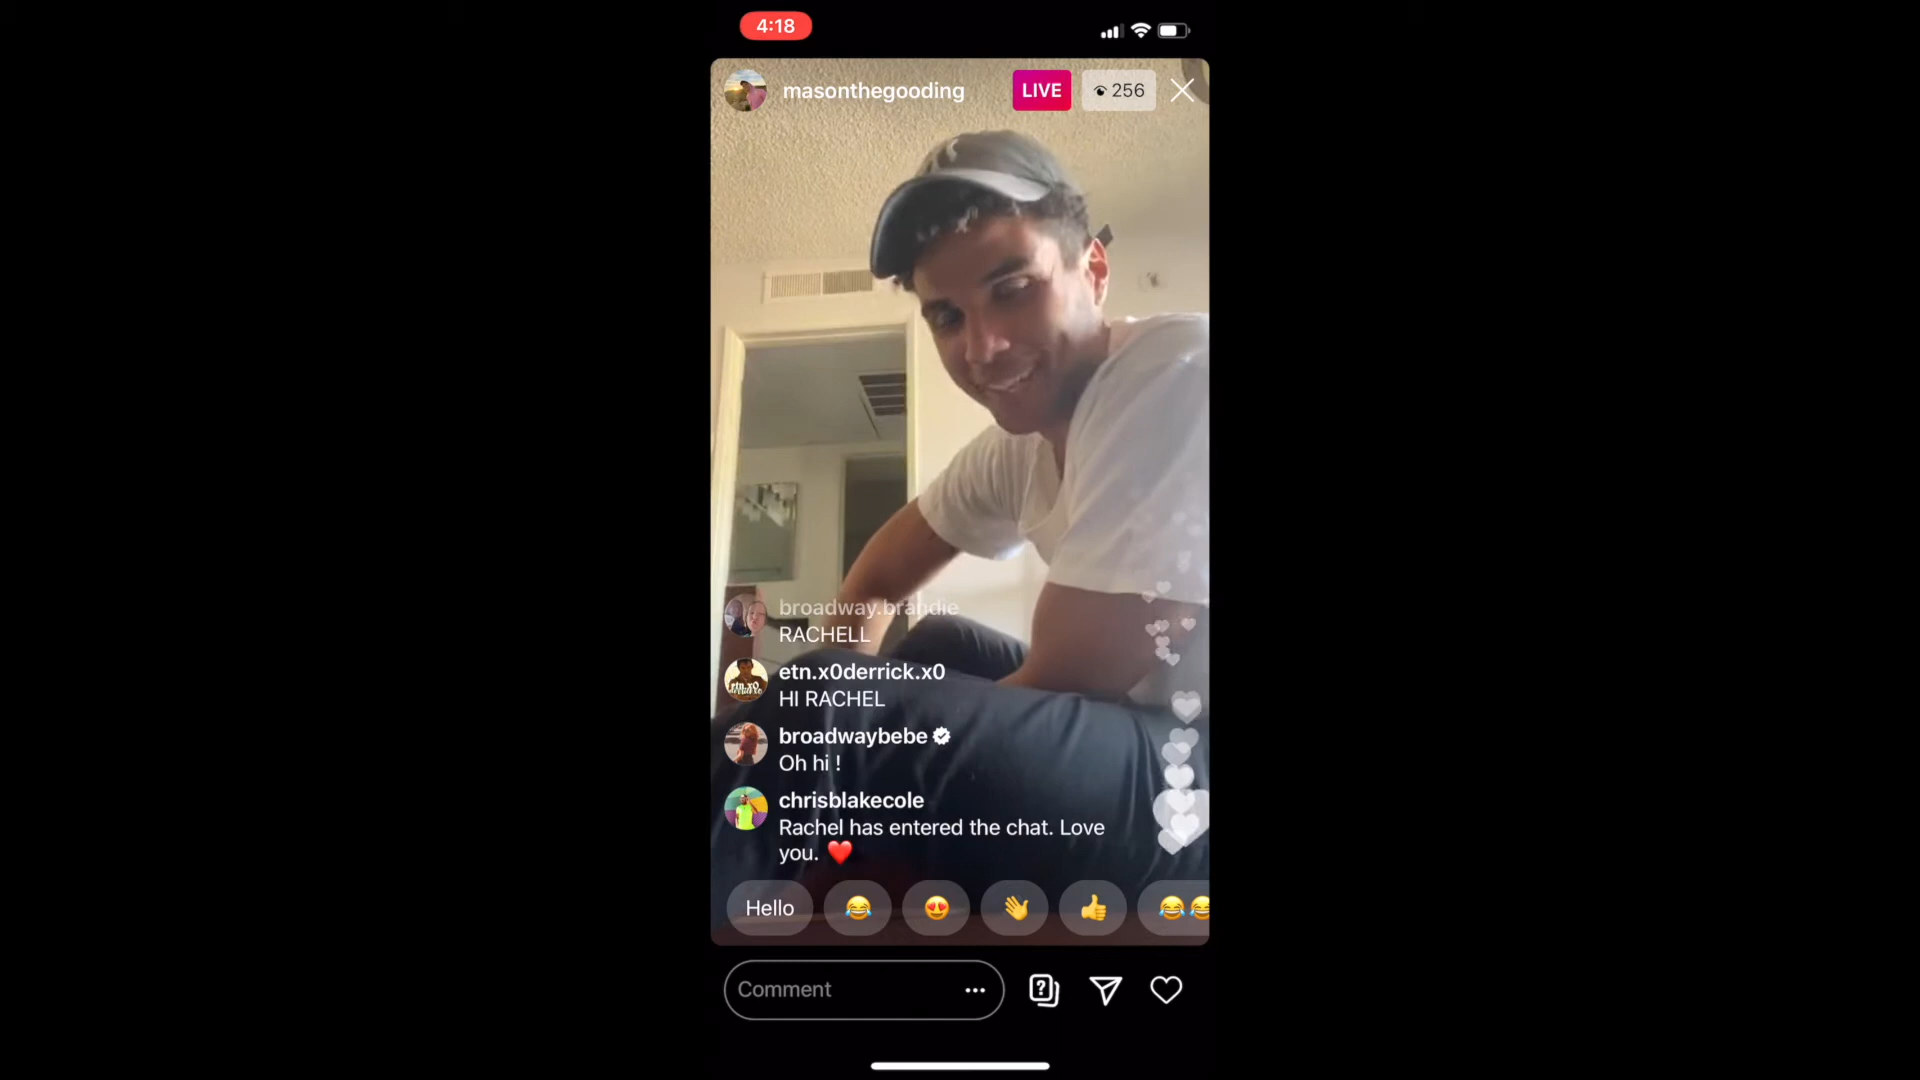 4:18
masonthegooding
LIVE
256
broadway.brandie
RACHELL
etn.x0derrick.x0
HI RACHEL
broadwaybebe
Oh hi !
chrisblakecole
Rachel has entered the chat. Love
you.
Hello
Comment